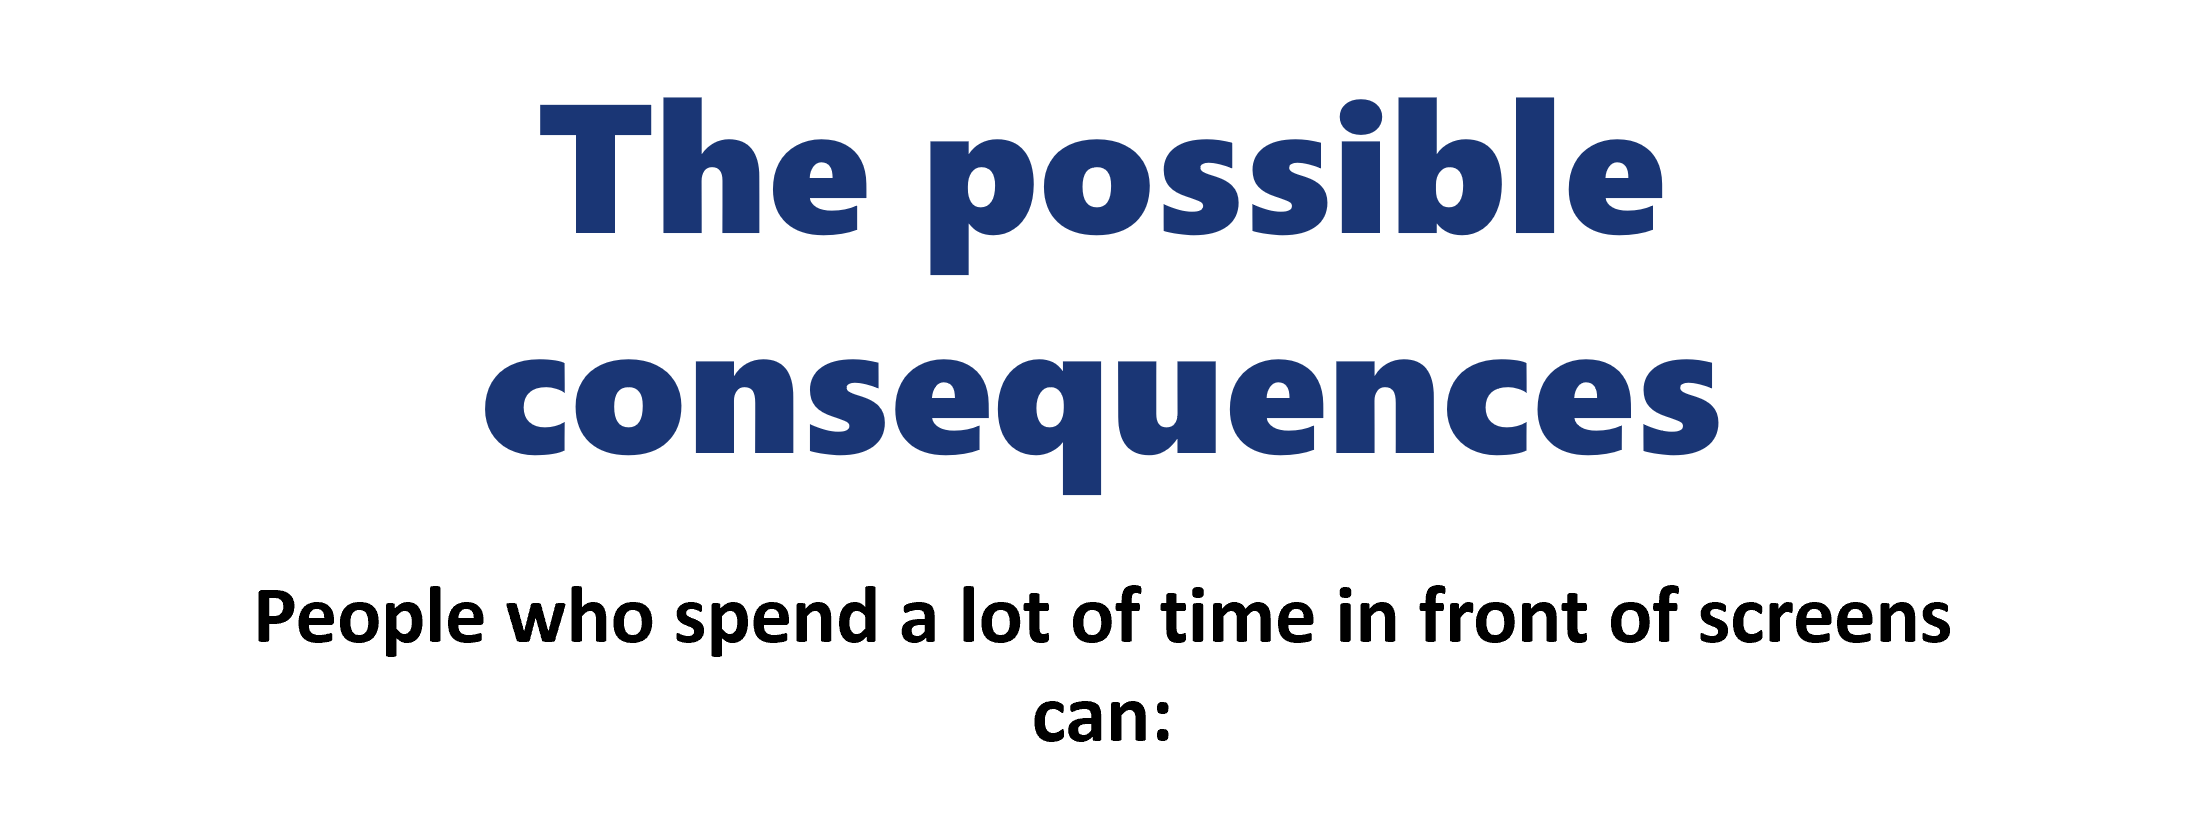 The possible
consequences
People who spend a lot of time in front of screens
can: